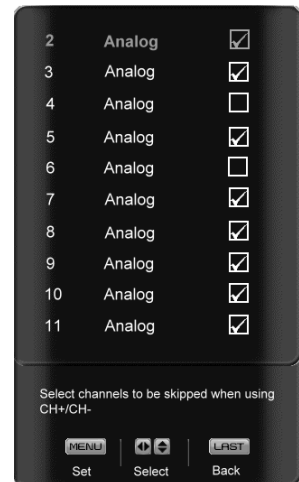 2 Analog
3 Analog
4 Analog
5 Analog
6 Analog
7 Analog
8 Analog
9 Analog
10 Analog
11 Analog
Select channels to be skipped when using
CH+/CH-
MENU LAST
Set Select Back